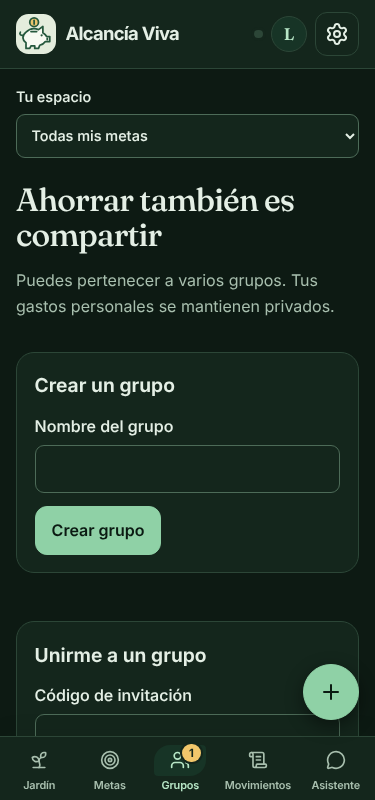 Alcancía Viva
L
Tu espacio
Todas mis metas
Ahorrar también es
compartir
Puedes pertenecer a varios grupos. Tus
gastos personales se mantienen privados.
Crear un grupo
Nombre del grupo
Crear grupo
Unirme a un grupo
Código de invitación
+
1
Jardín
Metas
Grupos
Movimientos
Asistente